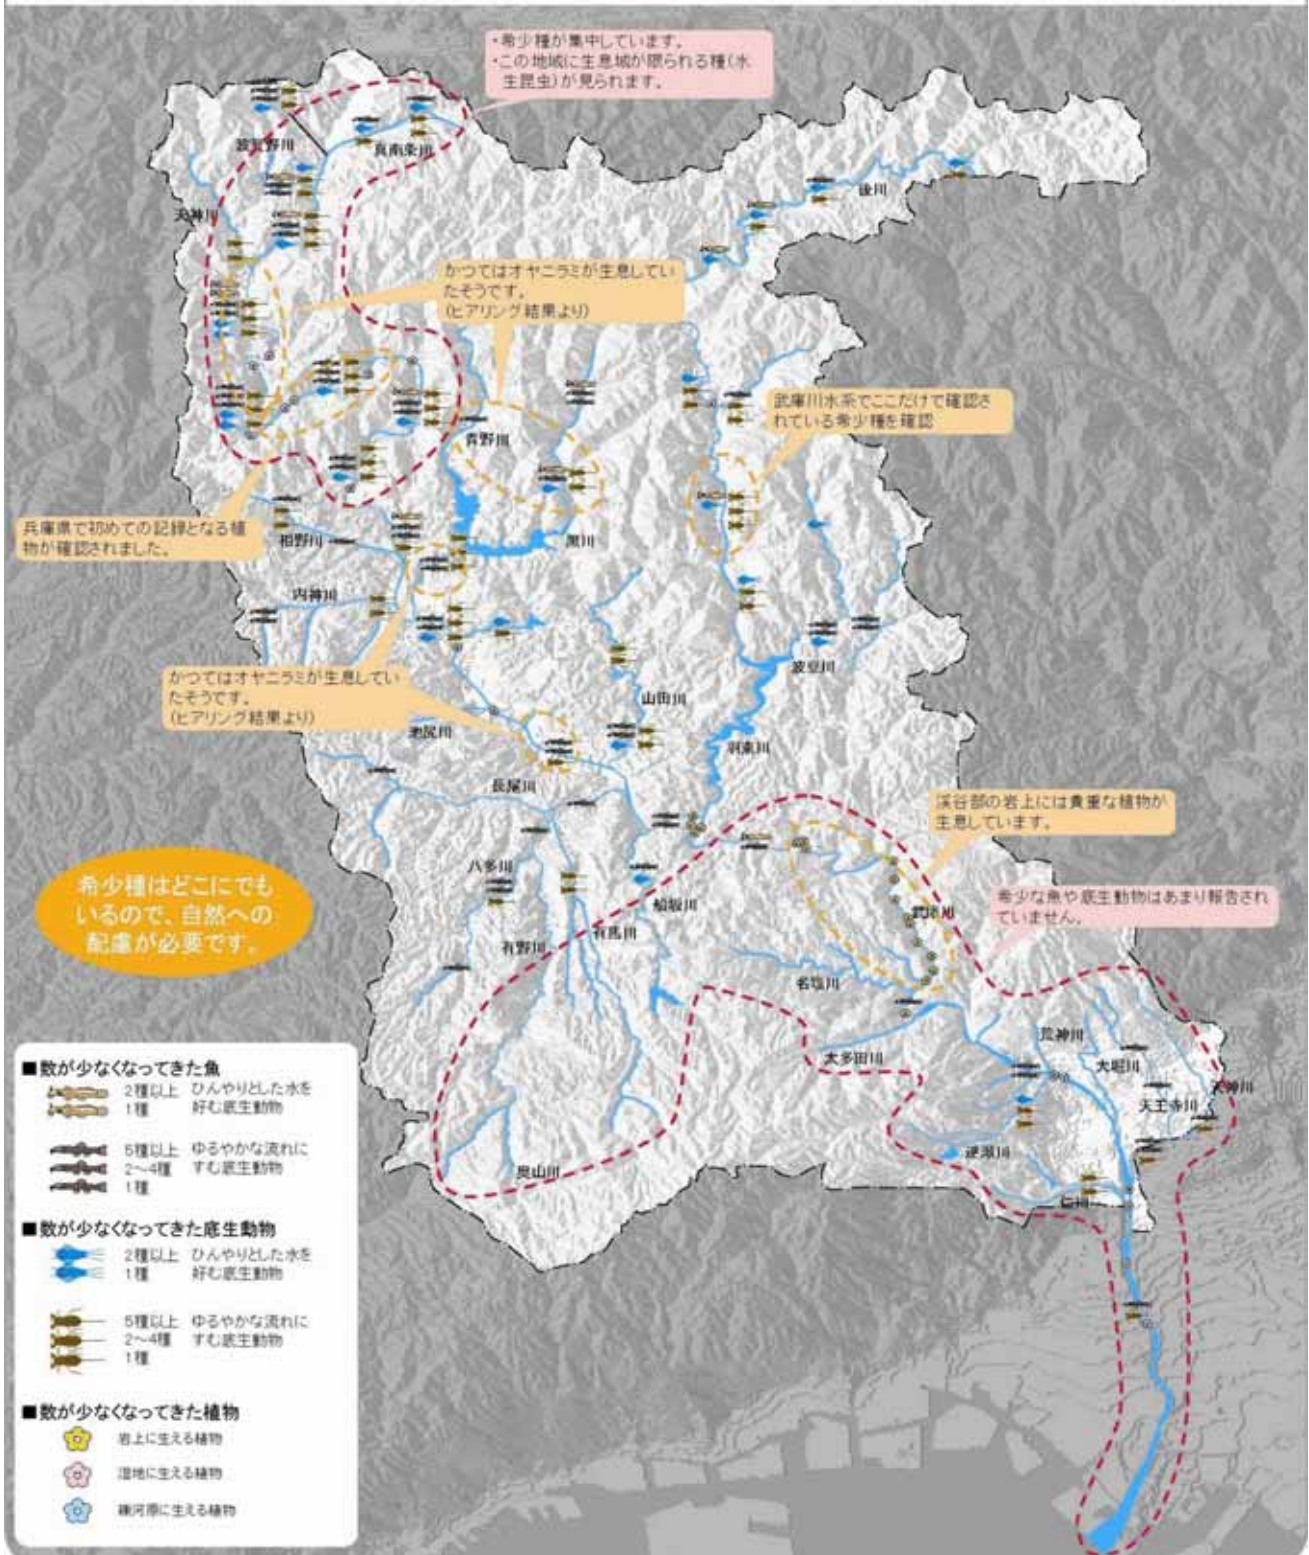 ・希少種が集中しています。
・この地域に生息域が限られる種(水
生昆虫)が見られます。
波賀野川
真南条川
天神川
後川
かつてはオヤニラミが生息してい
たそうです。
(ヒアリング結果より)
武庫川水系でここだけで確認さ
れている希少種を確認
青野川
黒川
兵庫県で初めての記録となる植
物が確認されました。
相野川
内神川
かつてはオヤニラミが生息してい
たそうです。
(ヒアリング結果より)
波豆川
山田川
羽束川
池尻川
長尾川
渓谷部の岩上には貴重な植物が
生息しています。
八多川
船坂川
武庫川
希少な魚や底生動物はあまり報告され
ていません。
有野川
有馬川
名塩川
希少種はどこにでも
いるので、自然への
配慮が必要です。
太多田川
荒神川
大堀川
天神川
天王寺川
逆瀬川
奥山川
仁川
■数が少なくなってきた魚
2種以上 ひんやりとした水を
1種 好む底生動物
5種以上 ゆるやかな流れに
2～4種 すむ底生動物
1種
■数が少なくなってきた底生動物
2種以上 ひんやりとした水を
1種 好む底生動物
5種以上 ゆるやかな流れに
2～4種 すむ底生動物
1種
■数が少なくなってきた植物
岩上に生える植物
湿地に生える植物
礫河原に生える植物